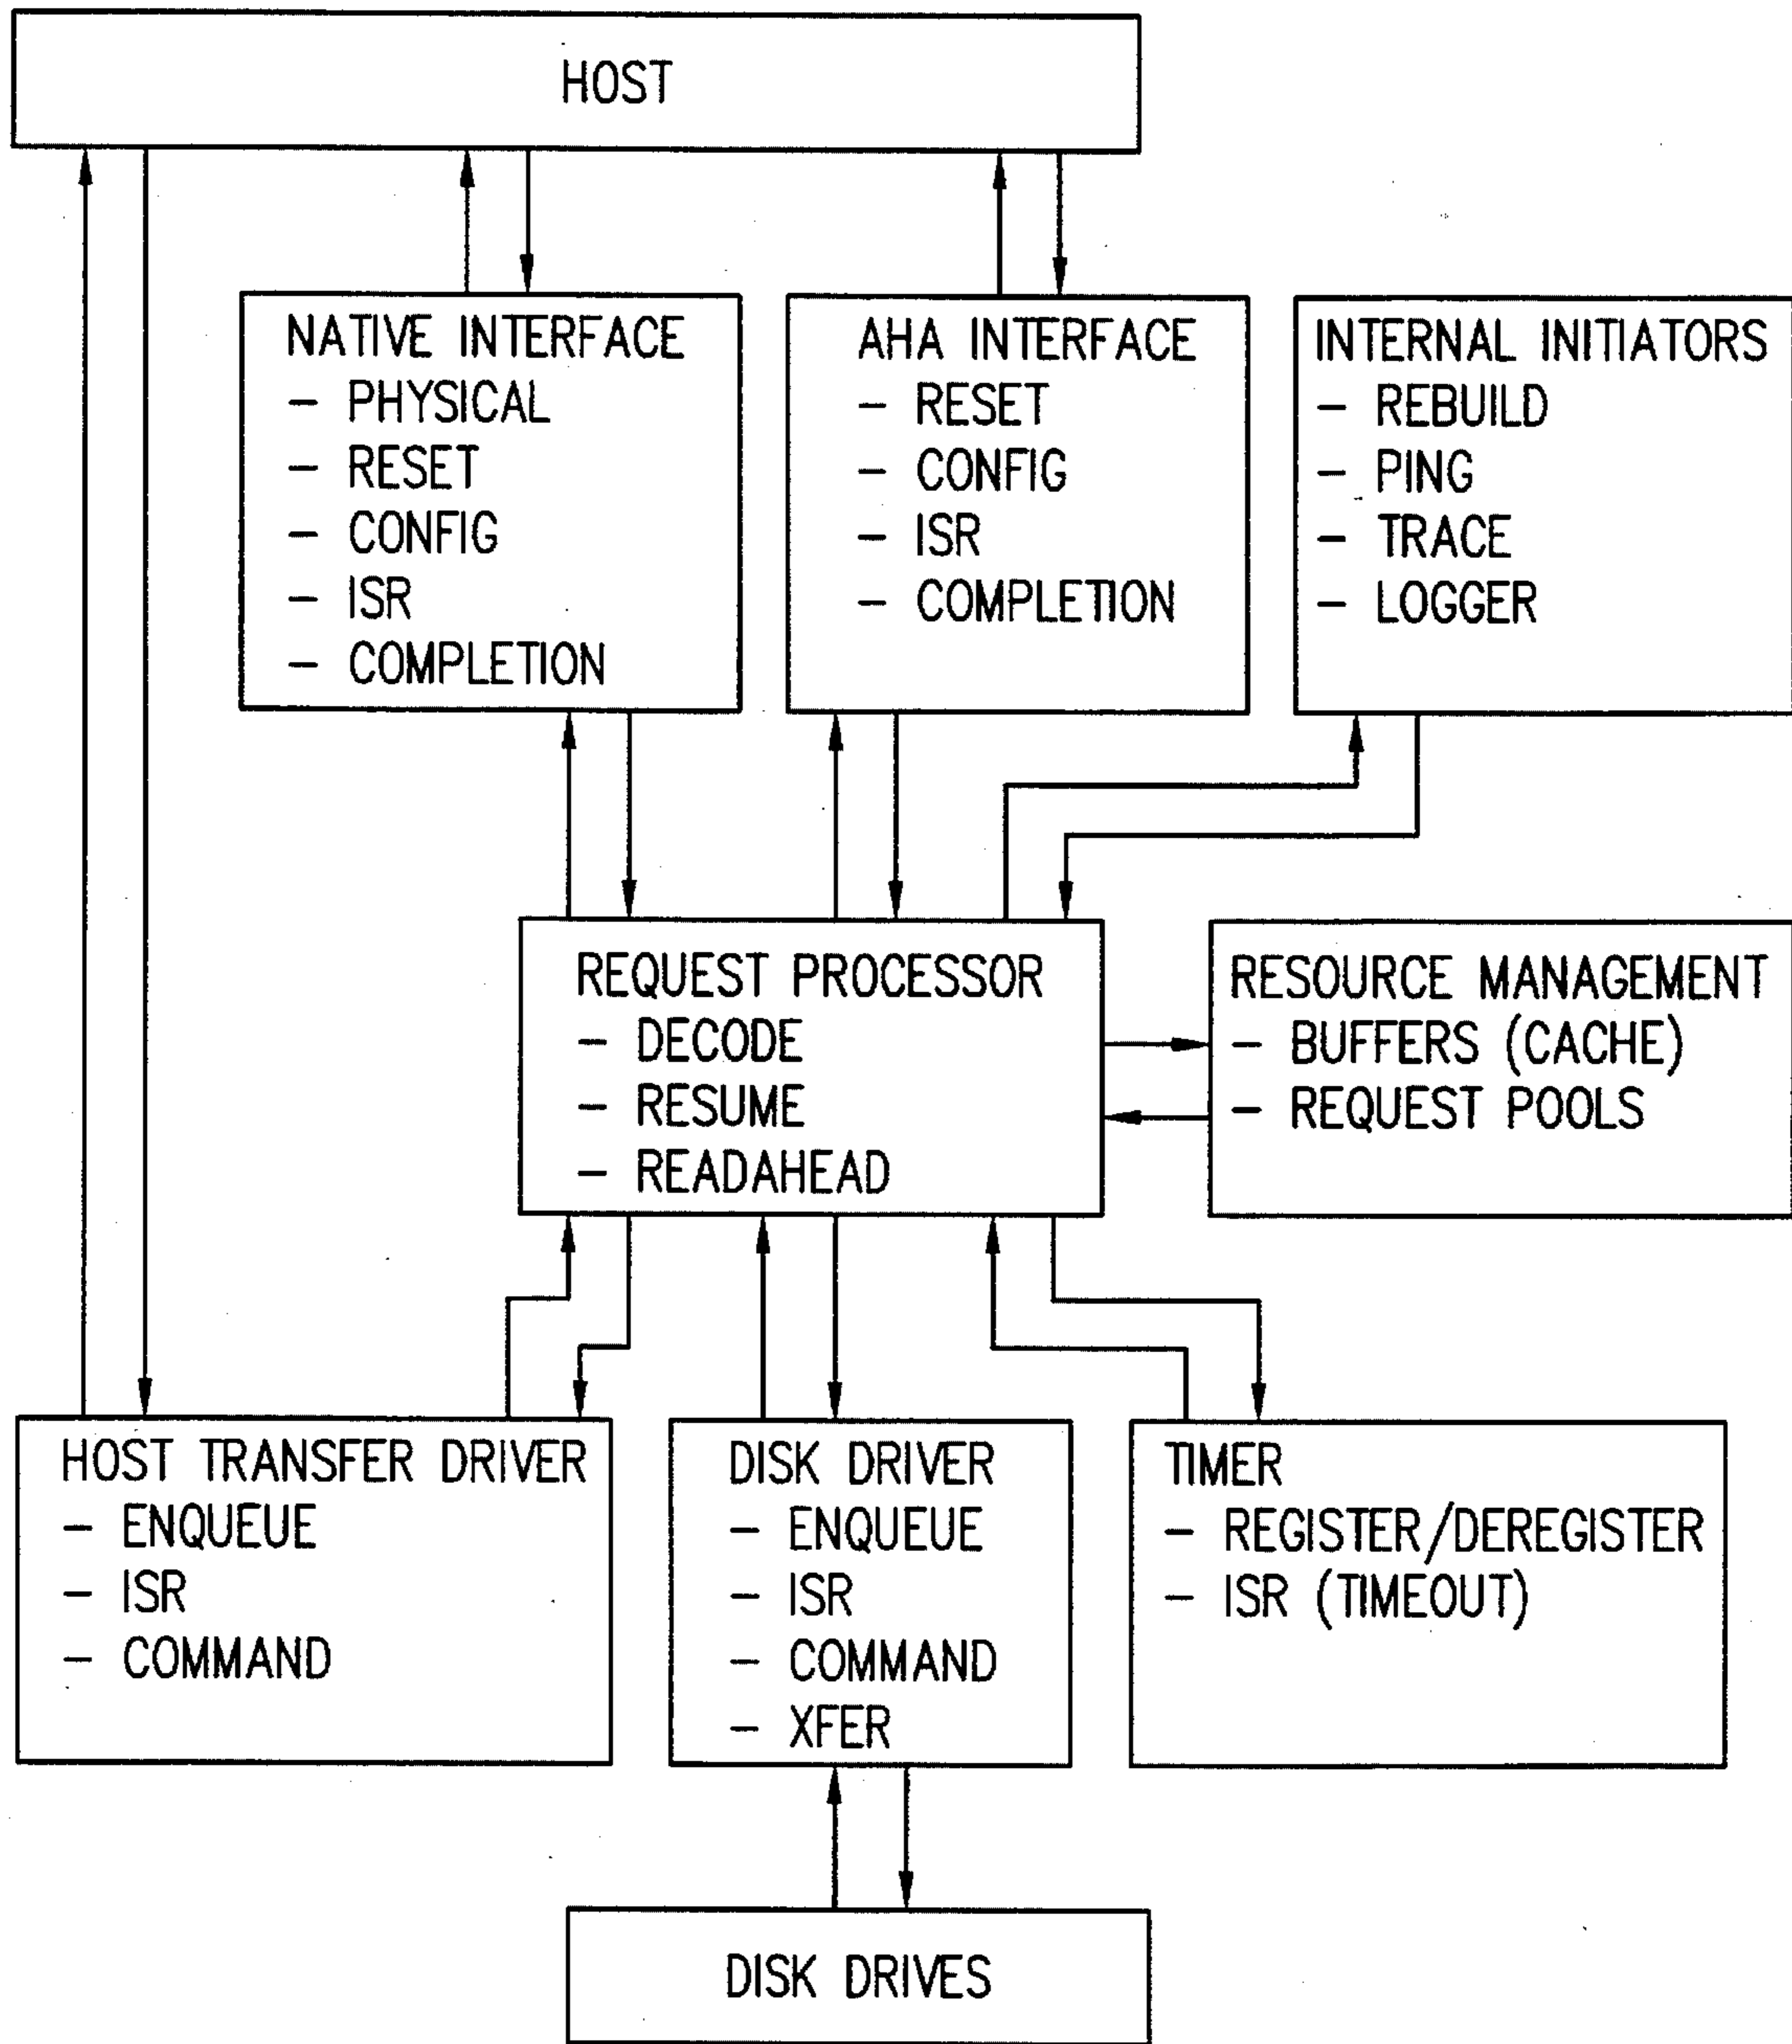 HOST
NATIVE INTERFACE
- PHYSICAL
- RESET
- CONFIG
- ISR
- COMPLETION
AHA INTERFACE
- RESET
- CONFIG
- ISR
- COMPLETION
INTERNAL INITIATORS
- REBUILD
- PING
- TRACE
- LOGGER
REQUEST PROCESSOR
- DECODE
- RESUME
- READAHEAD
RESOURCE MANAGEMENT
- BUFFERS (CACHE)
- REQUEST POOLS
HOST TRANSFER DRIVER
- ENQUEUE
- ISR
- COMMAND
DISK DRIVER
- ENQUEUE
- ISR
- COMMAND
- XFER
TIMER
- REGISTER/DEREGISTER
- ISR (TIMEOUT)
DISK DRIVES